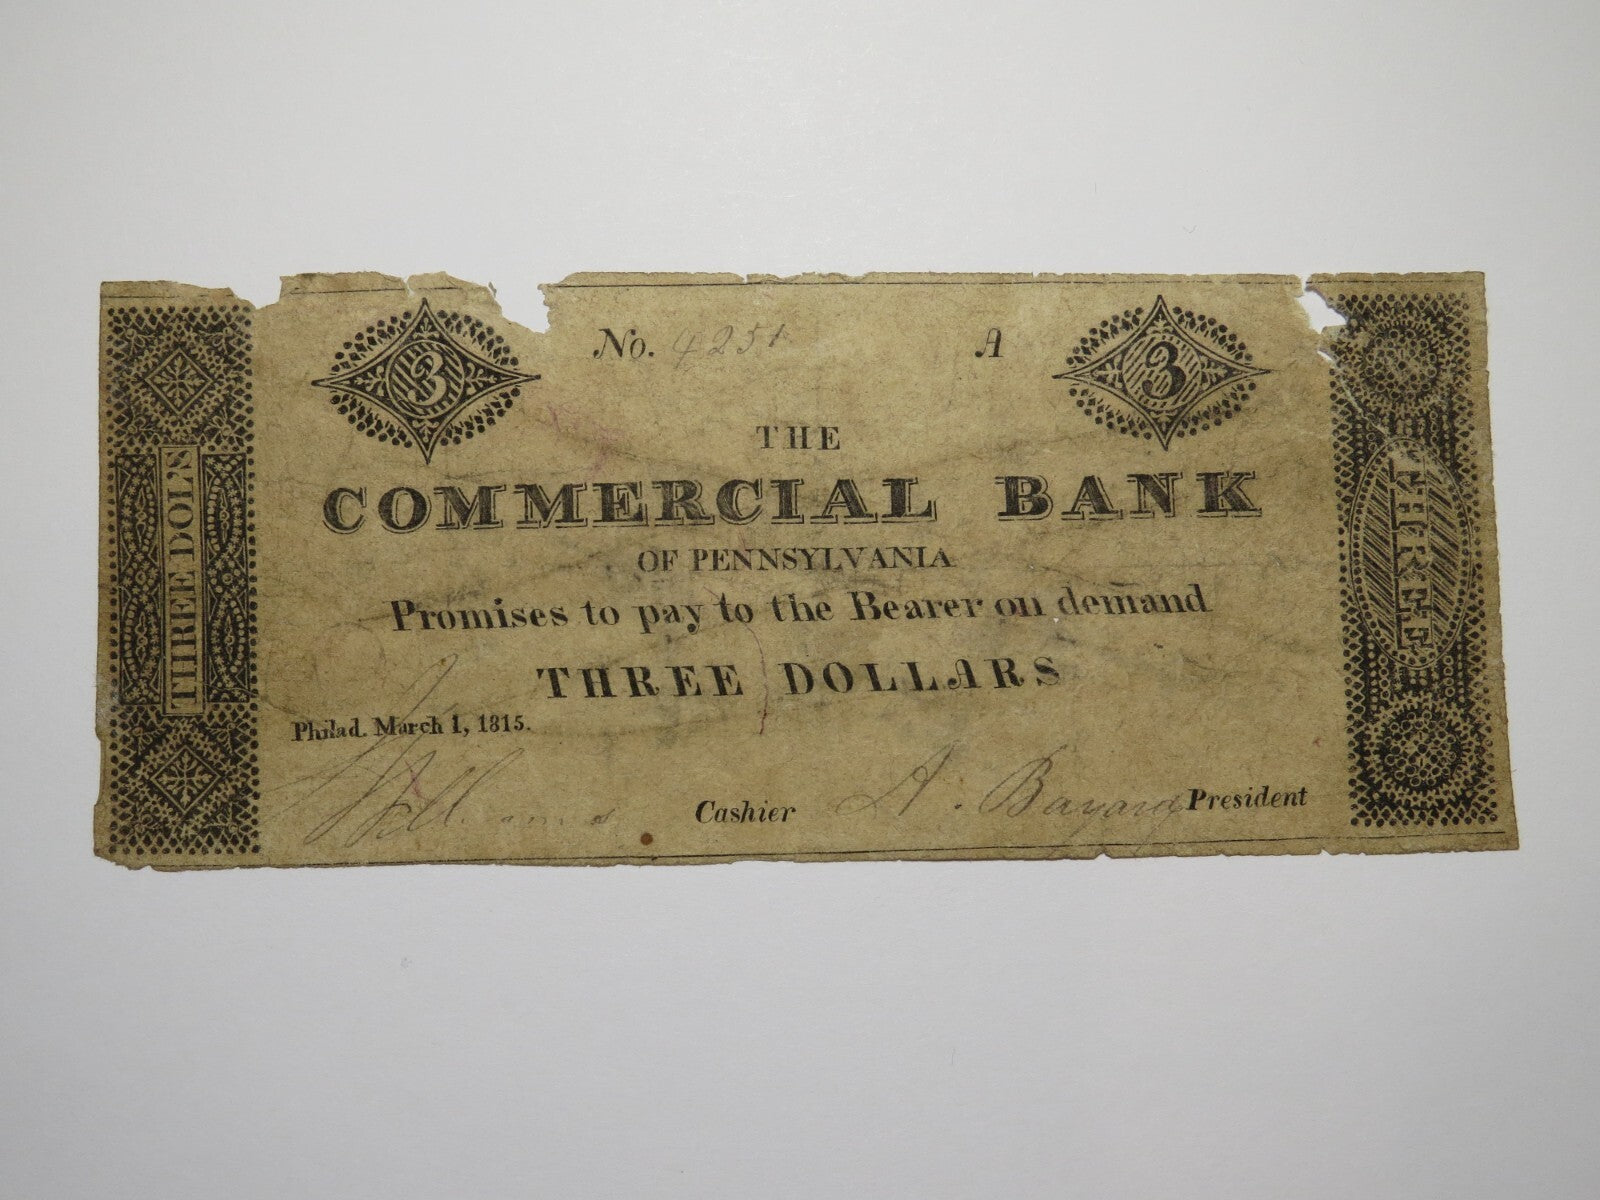 3
No. 425
A
3
THE
COMMERCIAL BANK
OF PENNSYLVANIA
Promises to pay to the Bearer on demand
THREE DOLLARS
Philad. March 1, 1815.
Cashier A. Bayard President
THREE DOL'S
THREE